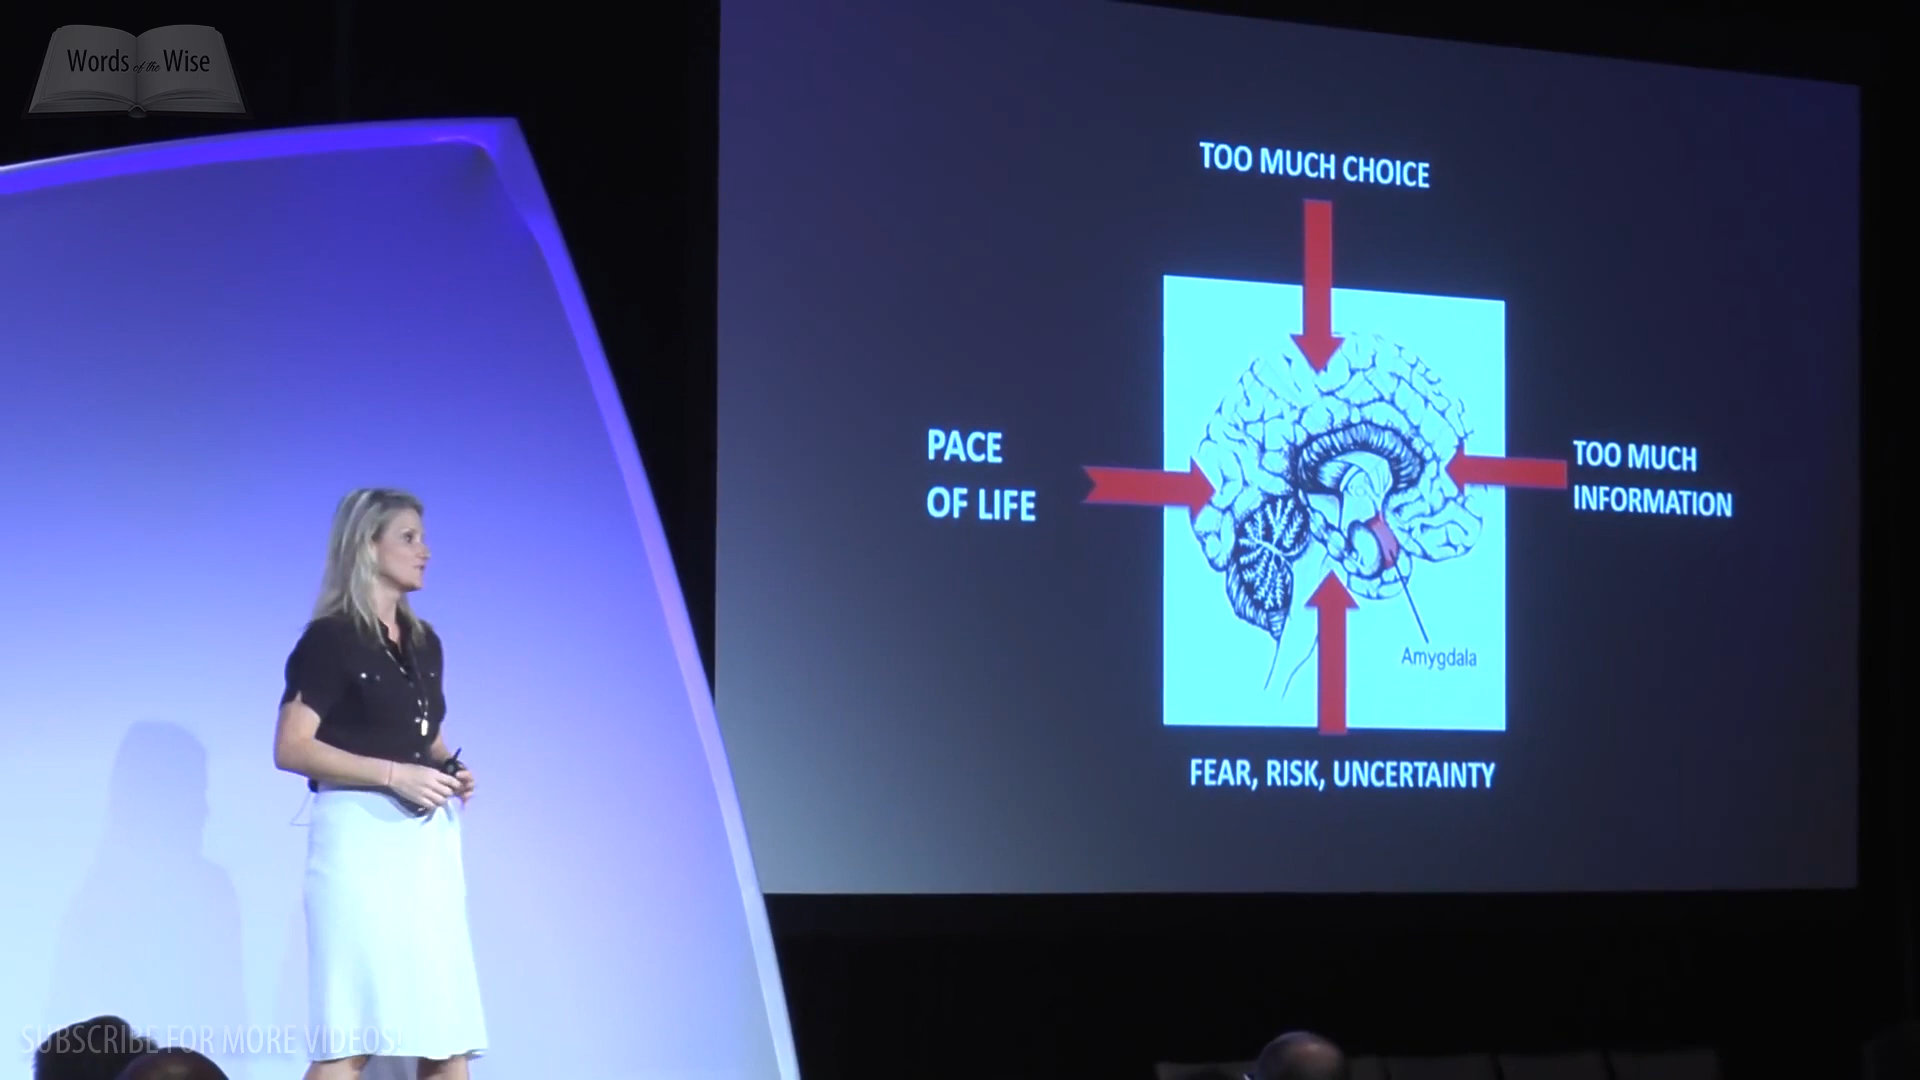 Words of the Wise
TOO MUCH CHOICE
PACE
OF LIFE
TOO MUCH
INFORMATION
Amygdala
FEAR, RISK, UNCERTAINTY
SUBSCRIBE FOR MORE VIDEOS!